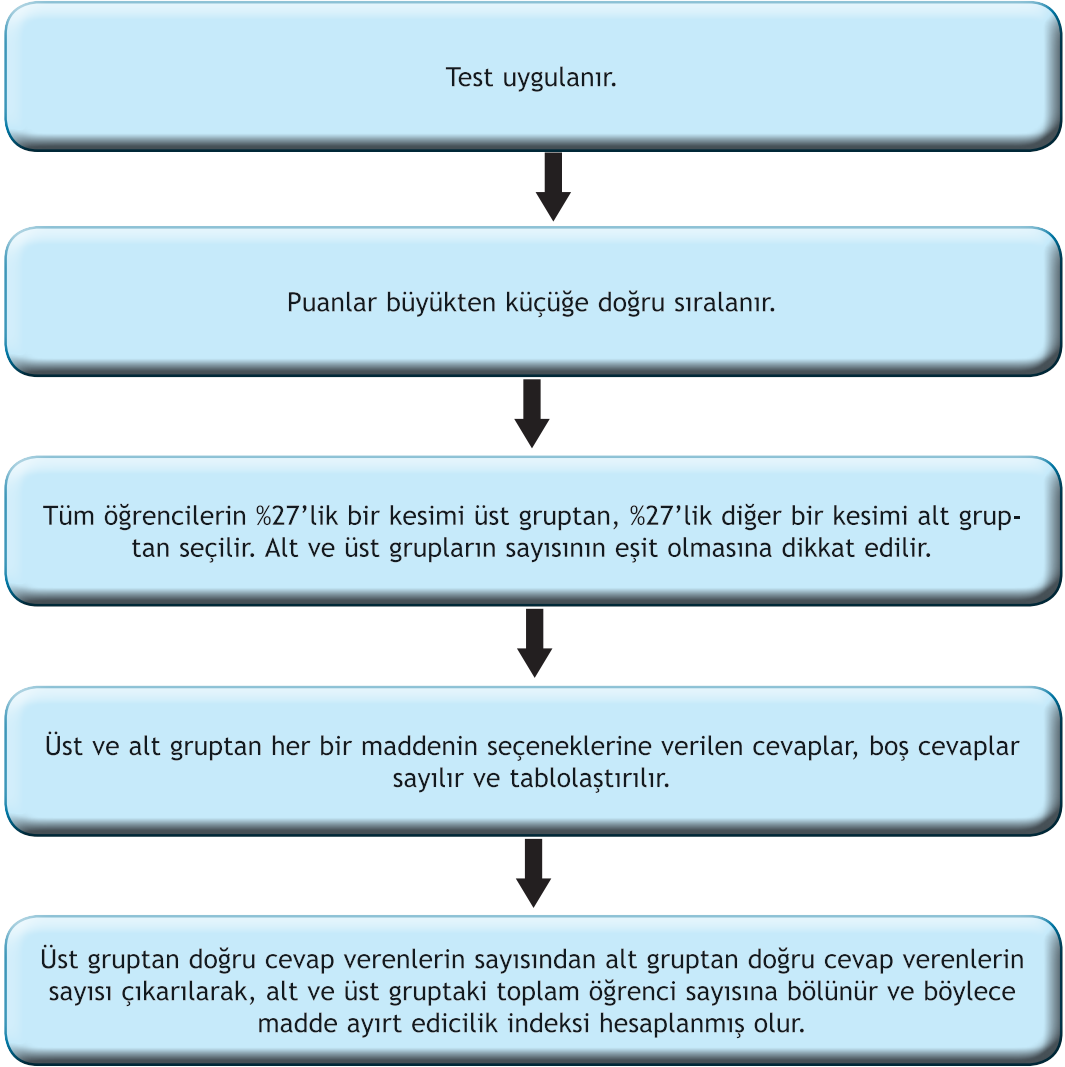 Test uygulanır.
Puanlar büyükten küçüğe doğru sıralanır.
Tüm öğrencilerin %27’lik bir kesimi üst gruptan, %27’lik diğer bir kesimi alt grup-
tan seçilir. Alt ve üst grupların sayısının eşit olmasına dikkat edilir.
Üst ve alt gruptan her bir maddenin seçeneklerine verilen cevaplar, boş cevaplar
sayılır ve tablolaştırılır.
Üst gruptan doğru cevap verenlerin sayısından alt gruptan doğru cevap verenlerin
sayısı çıkarılarak, alt ve üst gruptaki toplam öğrenci sayısına bölünür ve böylece
madde ayırt edicilik indeksi hesaplanmış olur.